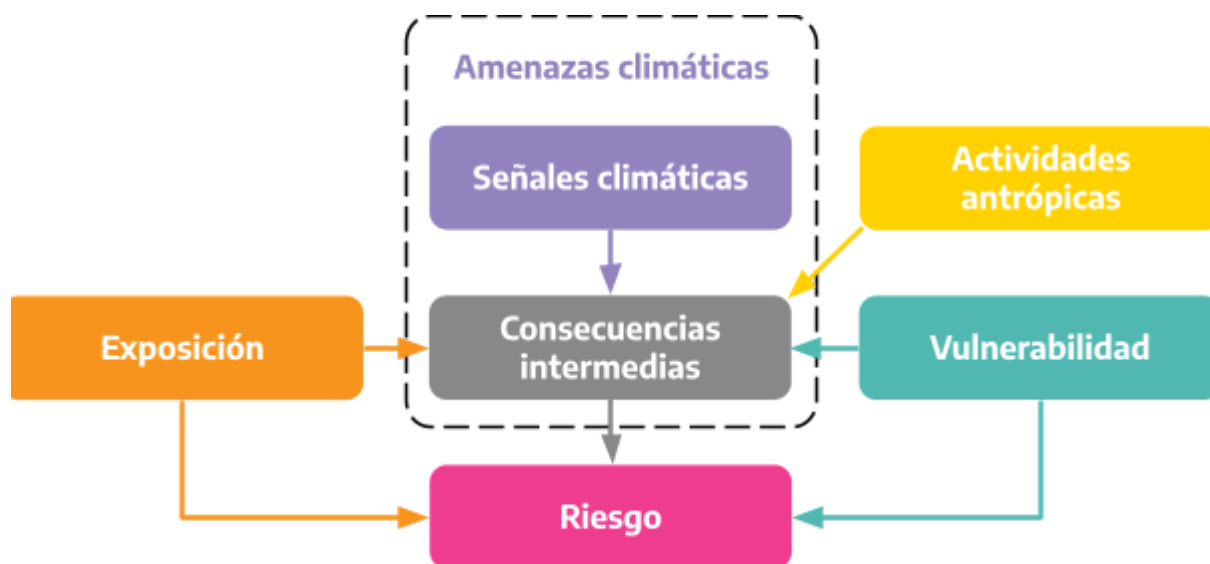 Amenazas climáticas
Señales climáticas
Actividades
antrópicas
Exposición
Consecuencias
intermedias
Vulnerabilidad
Riesgo